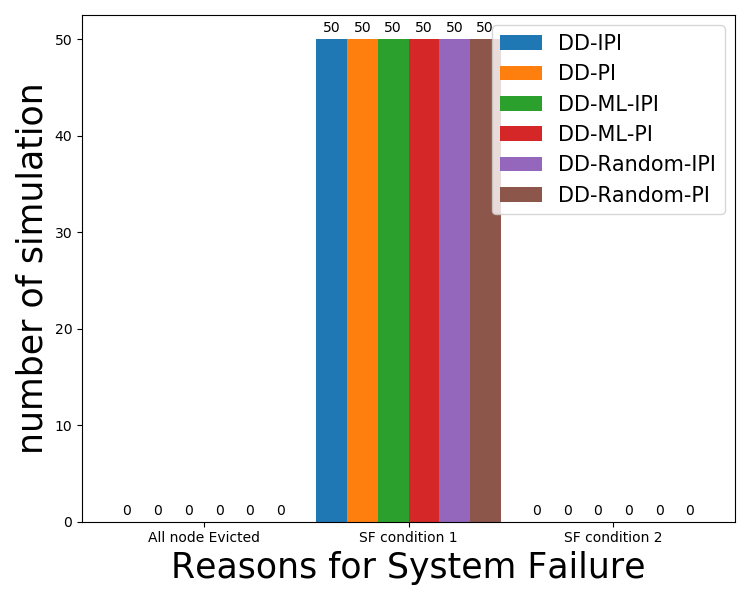 50 50 50 50 50 50
DD-IPI
DD-PI
DD-ML-IPI
DD-ML-PI
DD-Random-IPI
DD-Random-PI
number of simulation
50
40
30
20
10
0
0 0 0 0 0 0
0 0 0 0 0 0
All node Evicted
SF condition 1
SF condition 2
Reasons for System Failure